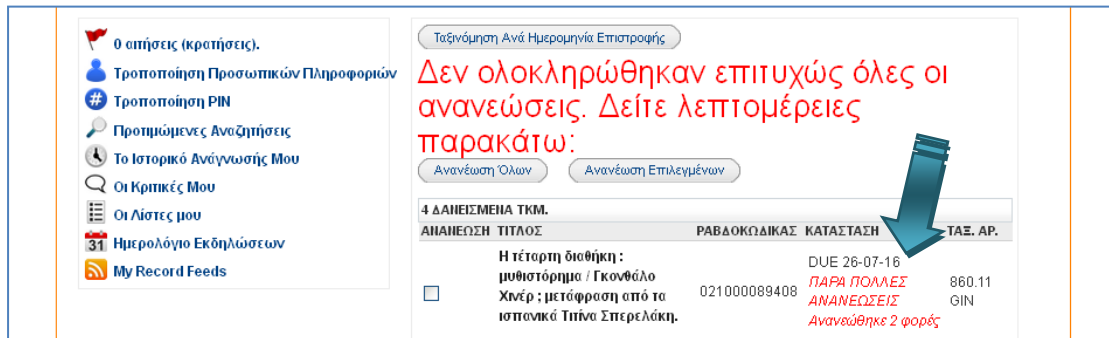 0 αιτήσεις (κρατήσεις).
Τροποποίηση Προσωπικών Πληροφοριών
Τροποποίηση PIN
Προτιμώμενες Αναζητήσεις
Το Ιστορικό Ανάγνωσής Μου
Οι Κριτικές Μου
Οι Λίστες μου
31 Ημερολόγιο Εκδηλώσεων
My Record Feeds
Ταξινόμηση Ανά Ημερομηνία Επιστροφής
Δεν ολοκληρώθηκαν επιτυχώς όλες οι
ανανεώσεις. Δείτε λεπτομέρειες
παρακάτω:
Ανανέωση Όλων Ανανέωση Επιλεγμένων
4 ΔΑΝΕΙΣΜΕΝΑ ΤΚΜ.
ΑΝΑΝΕΩΣΗ ΤΙΤΛΟΣ ΡΑΒΔΟΚΩΔΙΚΑΣ ΚΑΤΑΣΤΑΣΗ ΤΑΞ. ΑΡ.
Η τέταρτη διαθήκη :
μυθιστόρημα / Γκονθάλο
Χινέρ ; μετάφραση από τα
ισπανικά Τιτίνα Σπερελάκη.
021000089408
DUE 26-07-16
ΠΑΡΑ ΠΟΛΛΕΣ
ΑΝΑΝΕΩΣΕΙΣ
Ανανεώθηκε 2 φορές
860.11
GIN